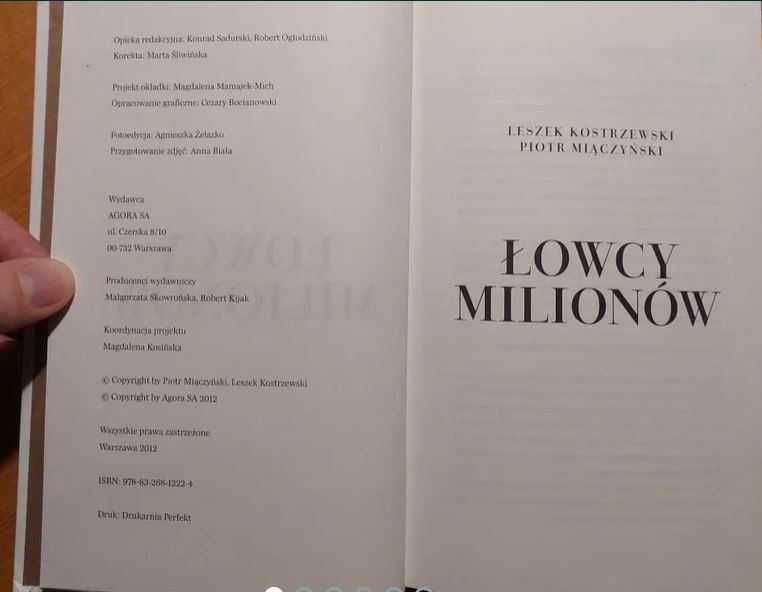 Opieka redakcyjna: Konrad Sadurski, Robert Ogłodziński
Korekta: Marta Śliwińska
Projekt okładki: Magdalena Mamajek-Mich
Opracowanie graficzne: Cezary Bocianowski
Fotoedycja: Agnieszka Żelazko
Przygotowanie zdjęć: Anna Biała
Wydawca
AGORA SA
ul. Czerska 8/10
00-732 Warszawa
Producenci wydawniczy
Małgorzata Skowrońska, Robert Kijak
Koordynacja projektu
Magdalena Kosińska
© Copyright by Piotr Miączyński, Leszek Kostrzewski
© Copyright by Agora SA 2012
Wszystkie prawa zastrzeżone
Warszawa 2012
ISBN: 978-63-268-1222-4
Druk: Drukarnia Perfekt
LESZEK KOSTRZEWSKI
PIOTR MIĄCZYŃSKI
ŁOWCY
MILIONÓW